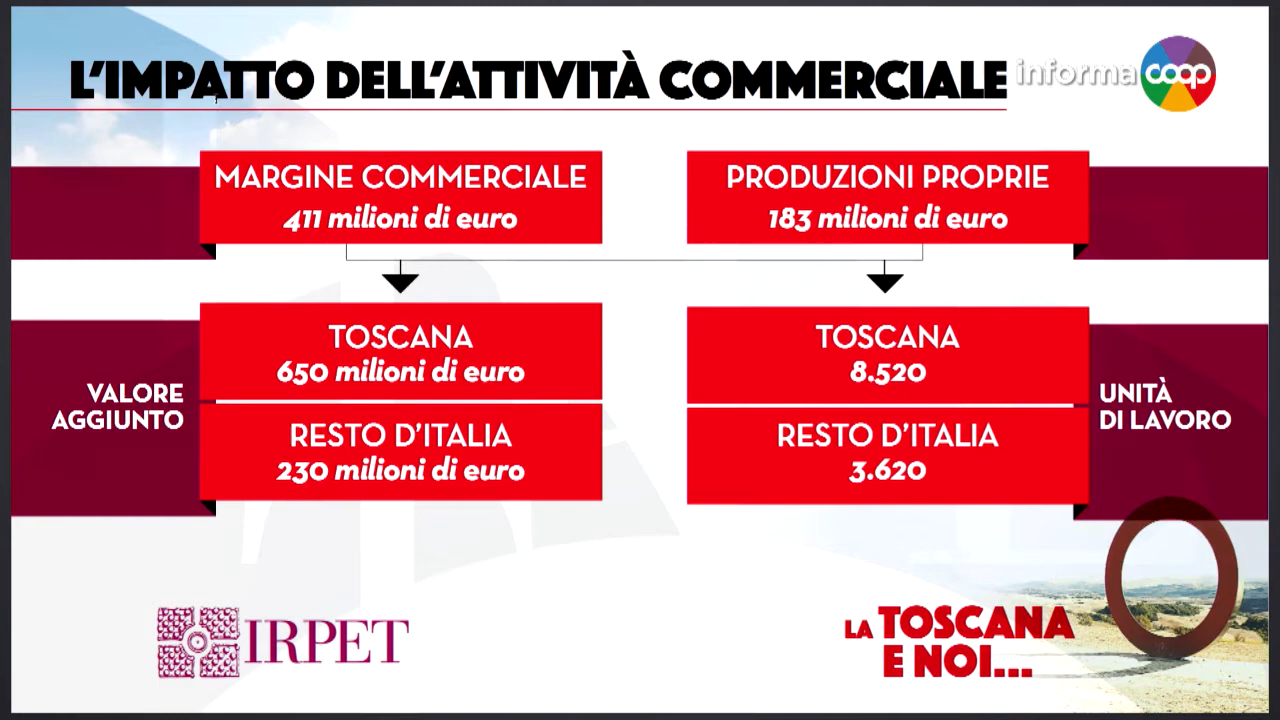 L'IMPATTO DELL'ATTIVITÀ COMMERCIALE
informa coop
MARGINE COMMERCIALE
411 milioni di euro
PRODUZIONI PROPRIE
183 milioni di euro
VALORE
AGGIUNTO
TOSCANA
650 milioni di euro
RESTO D'ITALIA
230 milioni di euro
TOSCANA
8.520
RESTO D'ITALIA
3.620
UNITÀ
DI LAVORO
IRPET
LA TOSCANA
E NOI...